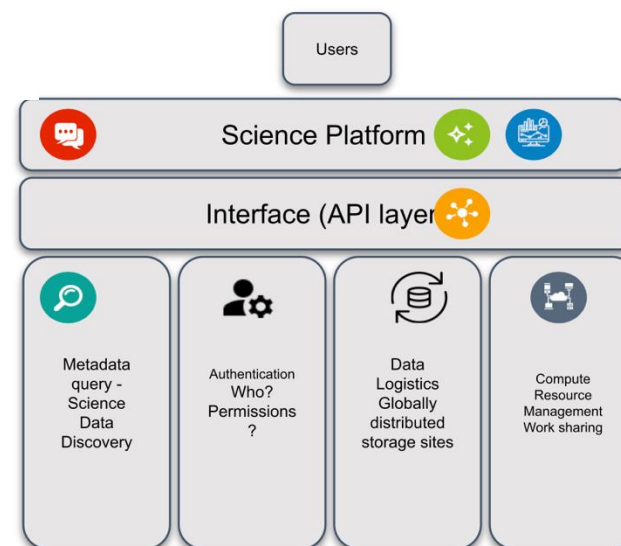 Users
Science Platform
Interface (API layer
Metadata
query -
Science
Data
Discovery
Authentication
Who?
Permissions
?
Data
Logistics
Globally
distributed
storage sites
Compute
Resource
Management
Work sharing